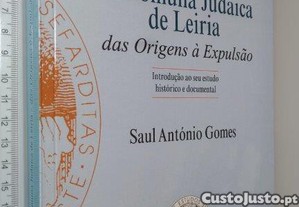 Comuna Judaica
de Leiria
das Origens à Expulsão
Introdução ao seu estudo
histórico e documental
Saul António Gomes
SEFARDITAS
CustoJusto.pt